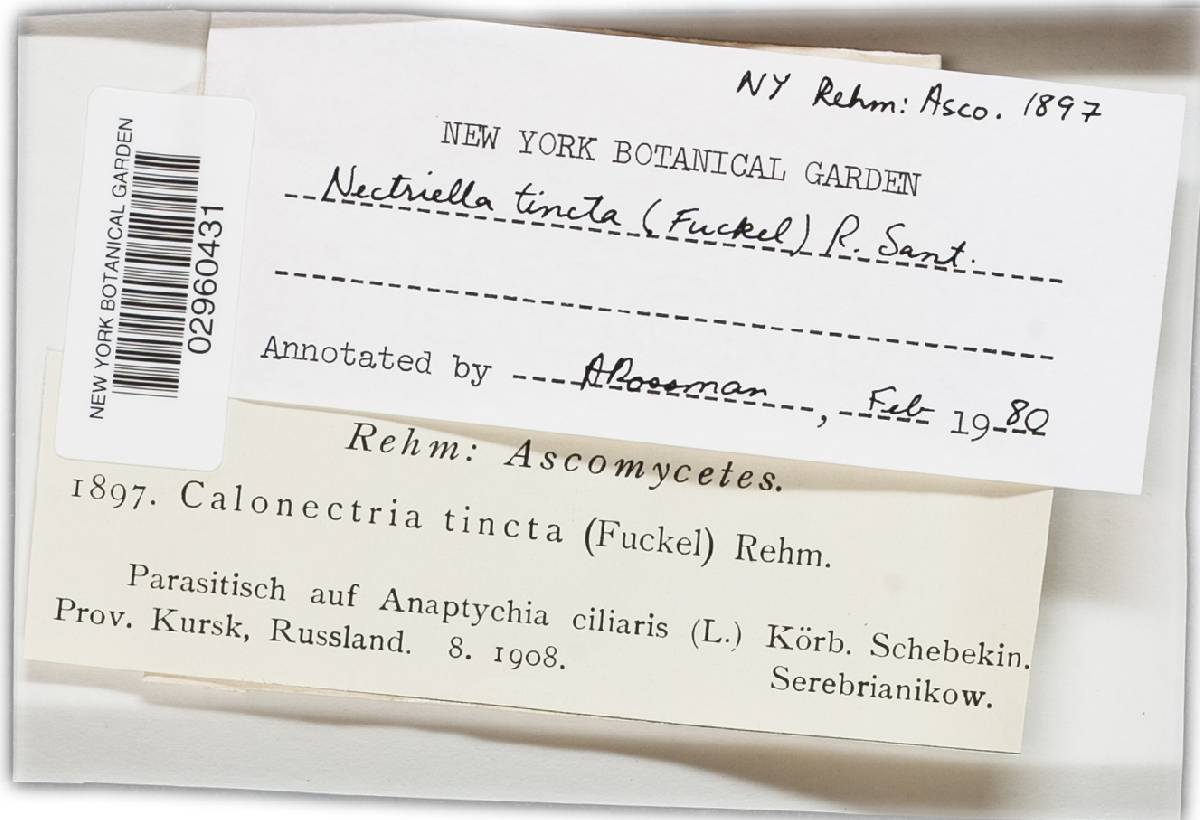 NY Rehm: Asco. 1897
NEW YORK BOTANICAL GARDEN
Nectriella tincta (Fuckel) R. Sant.
Annotated by ARossman, Feb 1980
NEW YORK BOTANICAL GARDEN
02960431
Rehm: Ascomycetes.
1897. Calonectria tincta (Fuckel) Rehm.
Parasitisch auf Anaptychia ciliaris (L.) Körb. Schebekin.
Prov. Kursk, Russland. 8. 1908.
Serebrianikow.